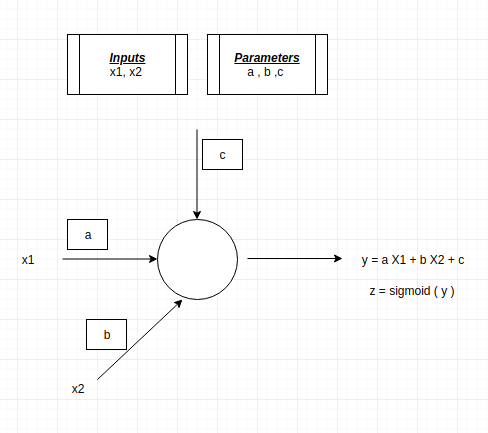 Inputs
x1, x2
Parameters
a , b ,c
c
a
x1
y = a X1 + b X2 + c
z = sigmoid ( y )
b
x2